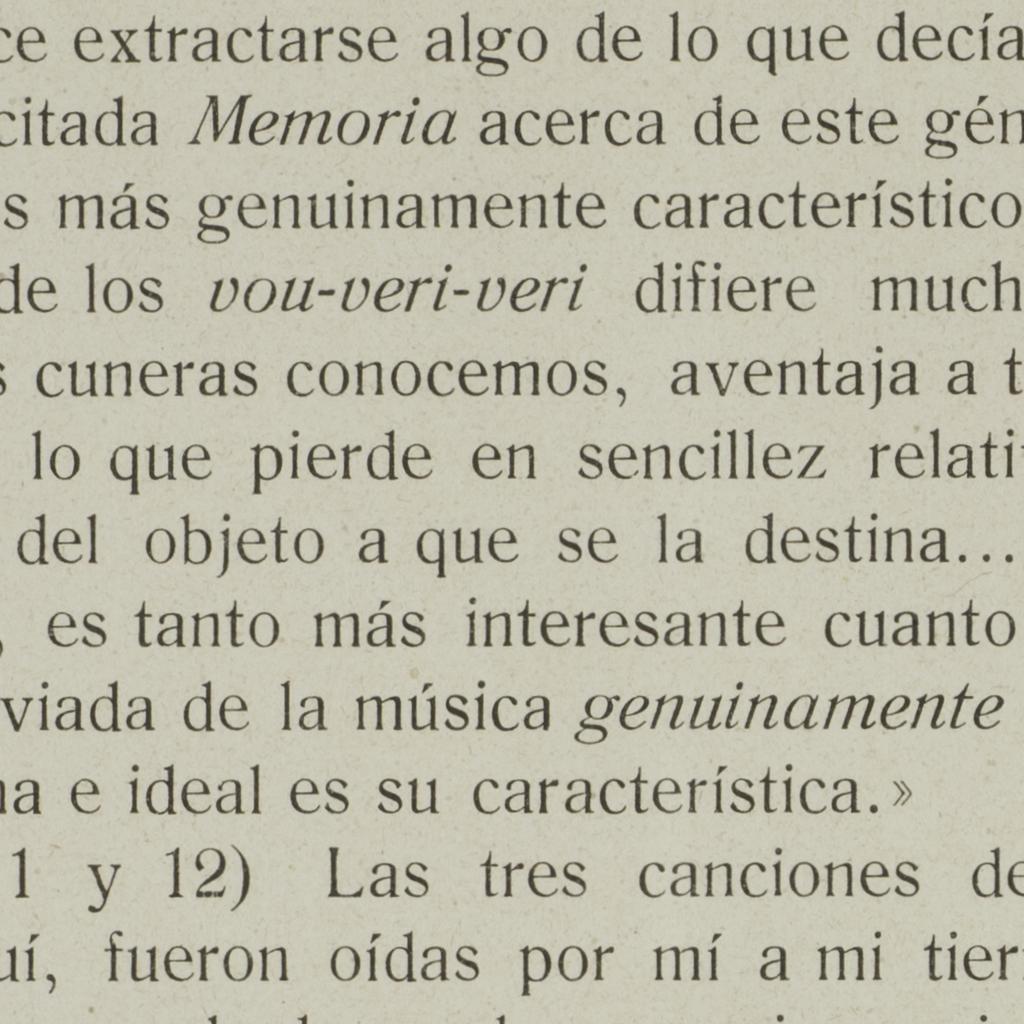 ce extractarse algo de lo que decía
citada Memoria acerca de este gén
s más genuinamente característico
de los vou-veri-veri difiere much
s cuneras conocemos, aventaja a t
lo que pierde en sencillez relati
del objeto a que se la destina...
, es tanto más interesante cuanto
viada de la música genuinamente
na e ideal es su característica.»
1 y 12) Las tres canciones de
uí, fueron oídas por mí a mi tier